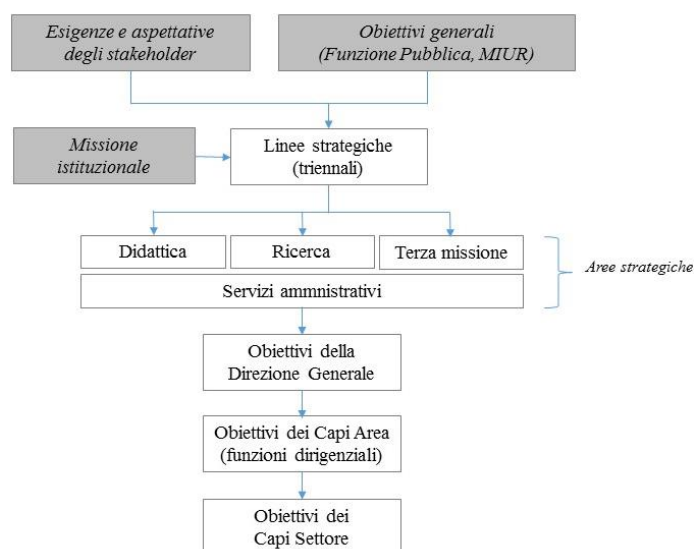 Esigenze e aspettative
degli stakeholder
Obiettivi generali
(Funzione Pubblica, MIUR)
Missione
istituzionale
Linee strategiche
(triennali)
Didattica
Ricerca
Terza missione
Aree strategiche
Servizi ammnistrativi
Obiettivi della
Direzione Generale
Obiettivi dei Capi Area
(funzioni dirigenziali)
Obiettivi dei
Capi Settore